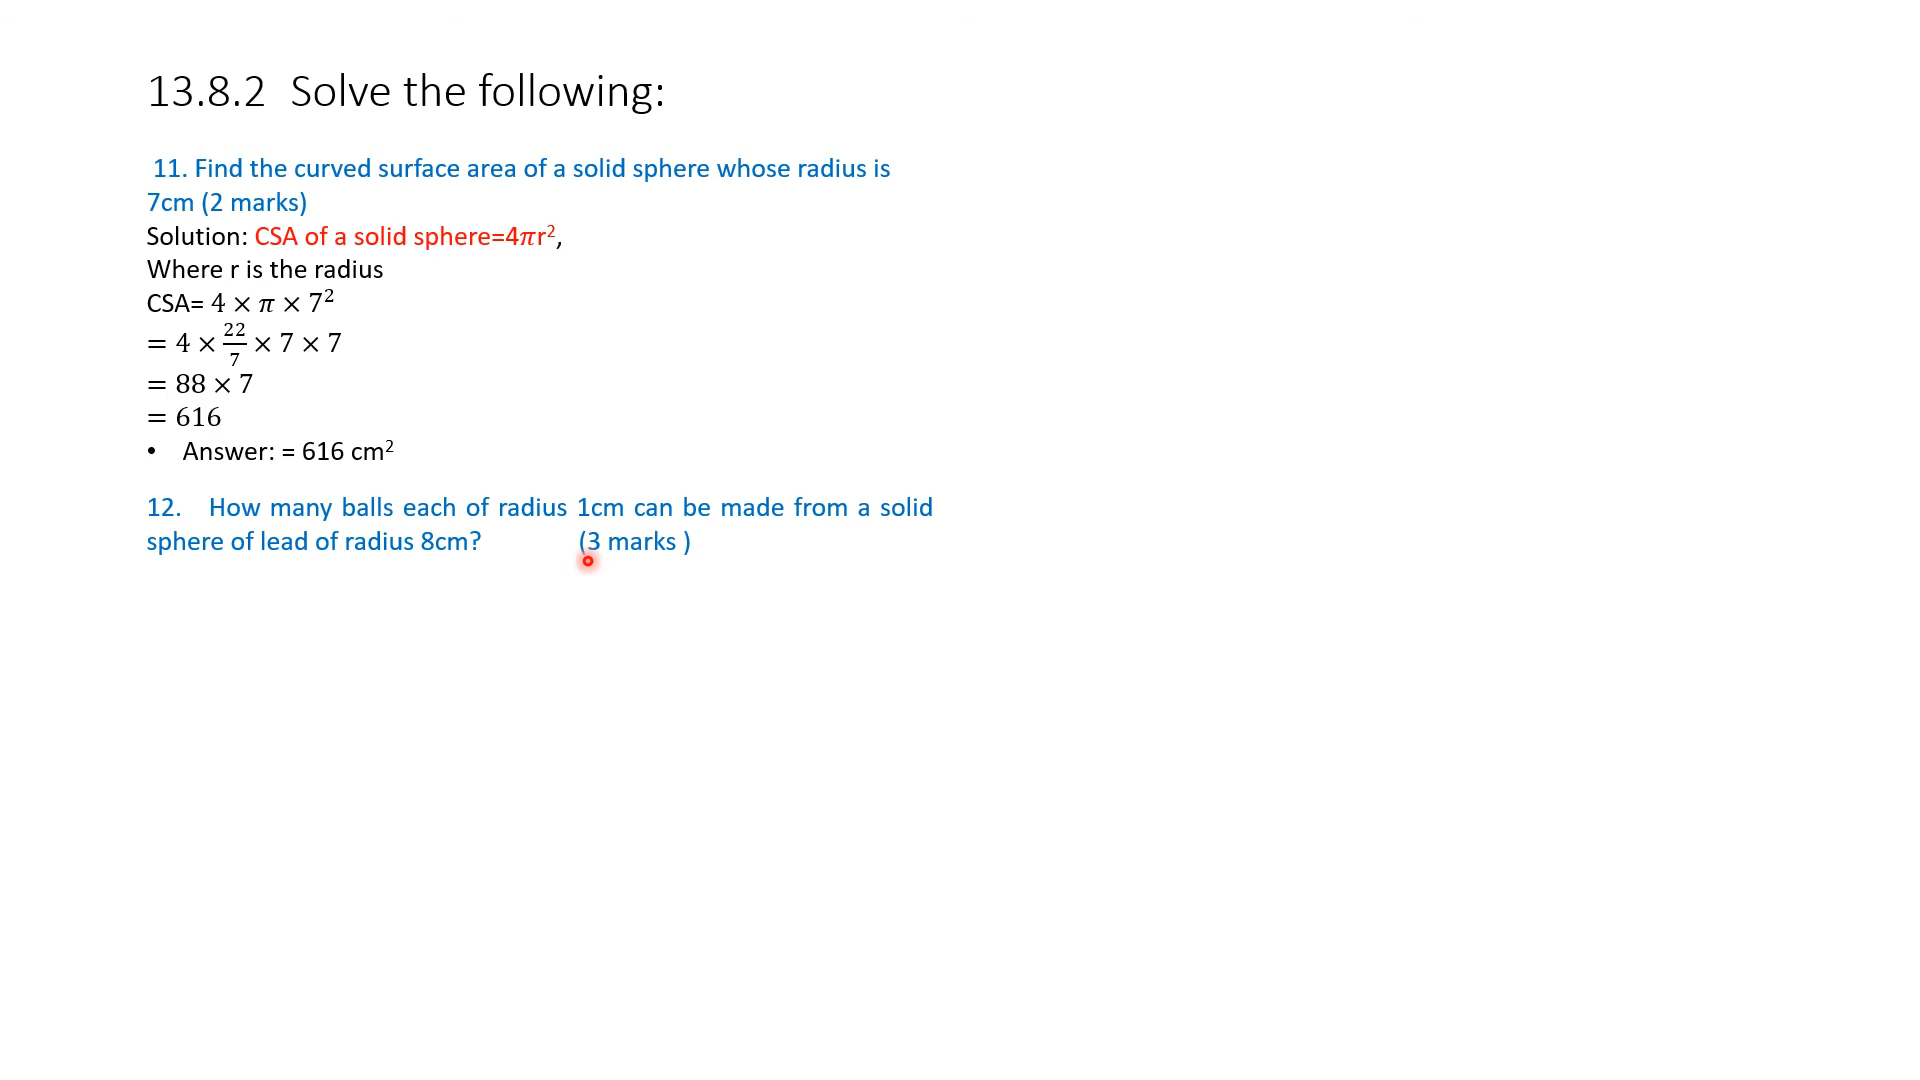 13.8.2 Solve the following:
11. Find the curved surface area of a solid sphere whose radius is
7cm (2 marks)
Solution: CSA of a solid sphere=4πr²,
Where r is the radius
CSA= 4 × π × 7²
= 4 × 22/7 × 7 × 7
= 88 × 7
= 616
• Answer: = 616 cm²
12. How many balls each of radius 1cm can be made from a solid
sphere of lead of radius 8cm? (3 marks )